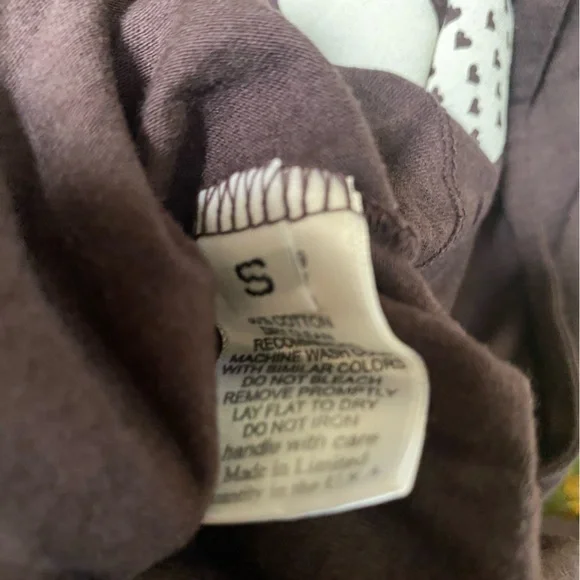 S
COTTON
MACHINE WASH
WITH SIMILAR COLORS
DO NOT BLEACH
REMOVE PROMPTLY
LAY FLAT TO DRY
DO NOT IRON
handle with care
Made in Limited
in the U.S.A.